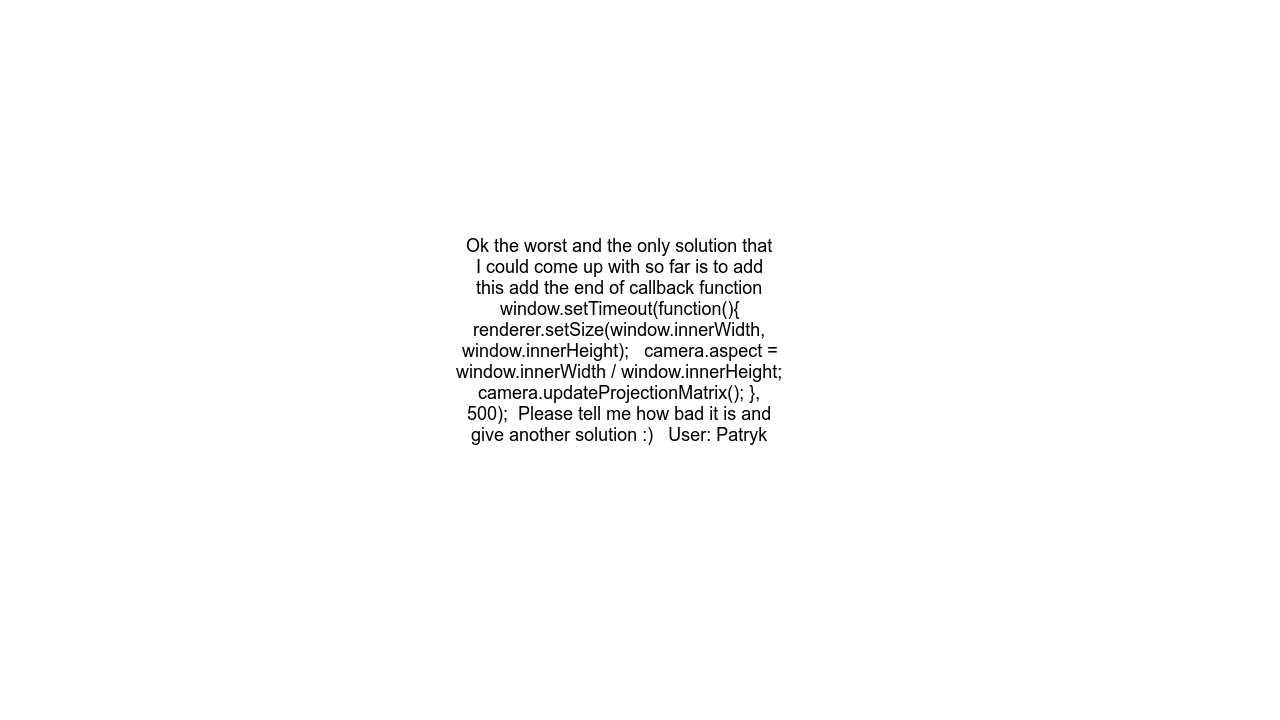 Ok the worst and the only solution that
I could come up with so far is to add
this add the end of callback function
window.setTimeout(function(){
renderer.setSize(window.innerWidth,
window.innerHeight);   camera.aspect =
window.innerWidth / window.innerHeight;
camera.updateProjectionMatrix(); },
500);  Please tell me how bad it is and
give another solution :)   User: Patryk